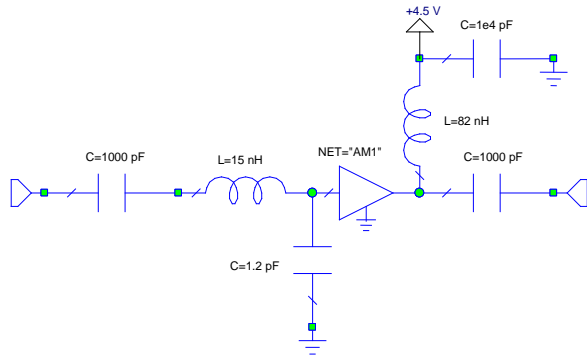 +4.5 V
C=1e4 pF
L=82 nH
NET="AM1"
C=1000 pF
L=15 nH
C=1000 pF
C=1.2 pF